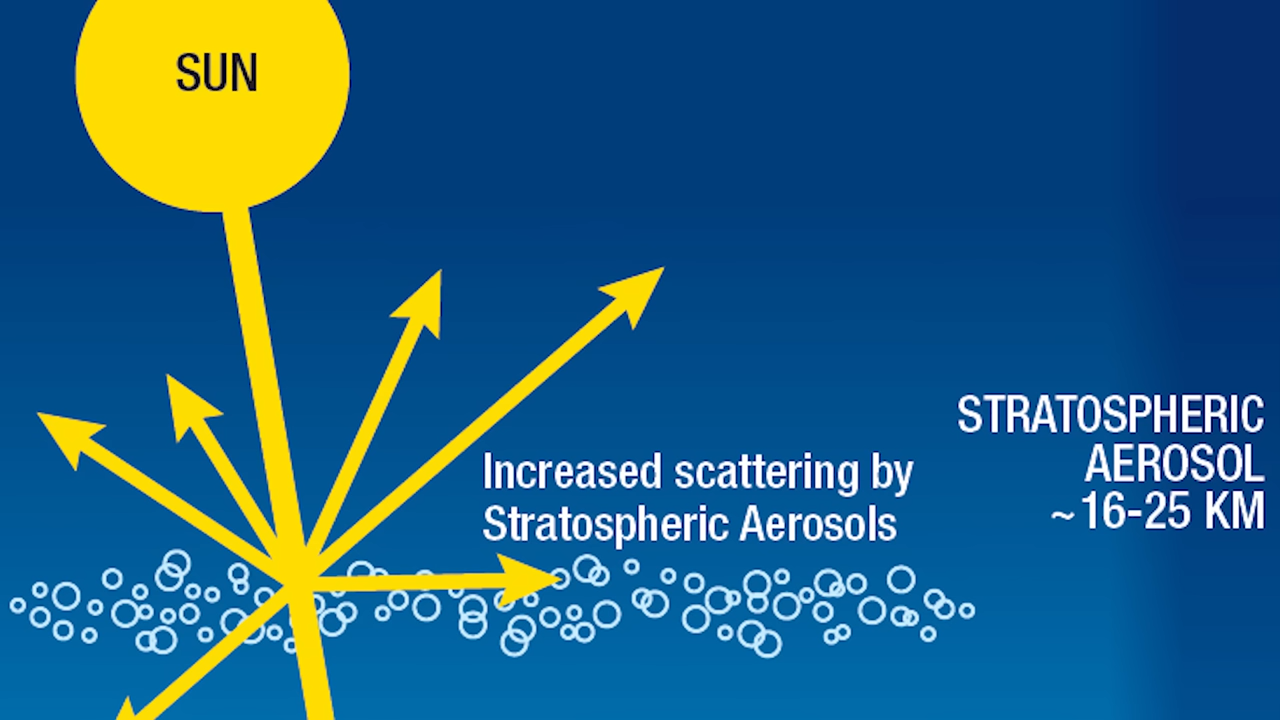 SUN
Increased scattering by
Stratospheric Aerosols
STRATOSPHERIC
AEROSOL
~16-25 KM